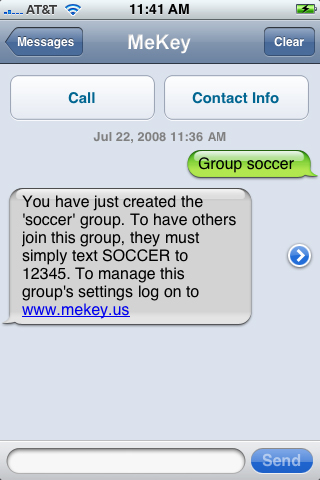 AT&T 11:41 AM
Messages MeKey Clear
Call Contact Info
Jul 22, 2008 11:36 AM
Group soccer
You have just created the
'soccer' group. To have others
join this group, they must
simply text SOCCER to
12345. To manage this
group's settings log on to
www.mekey.us
Send